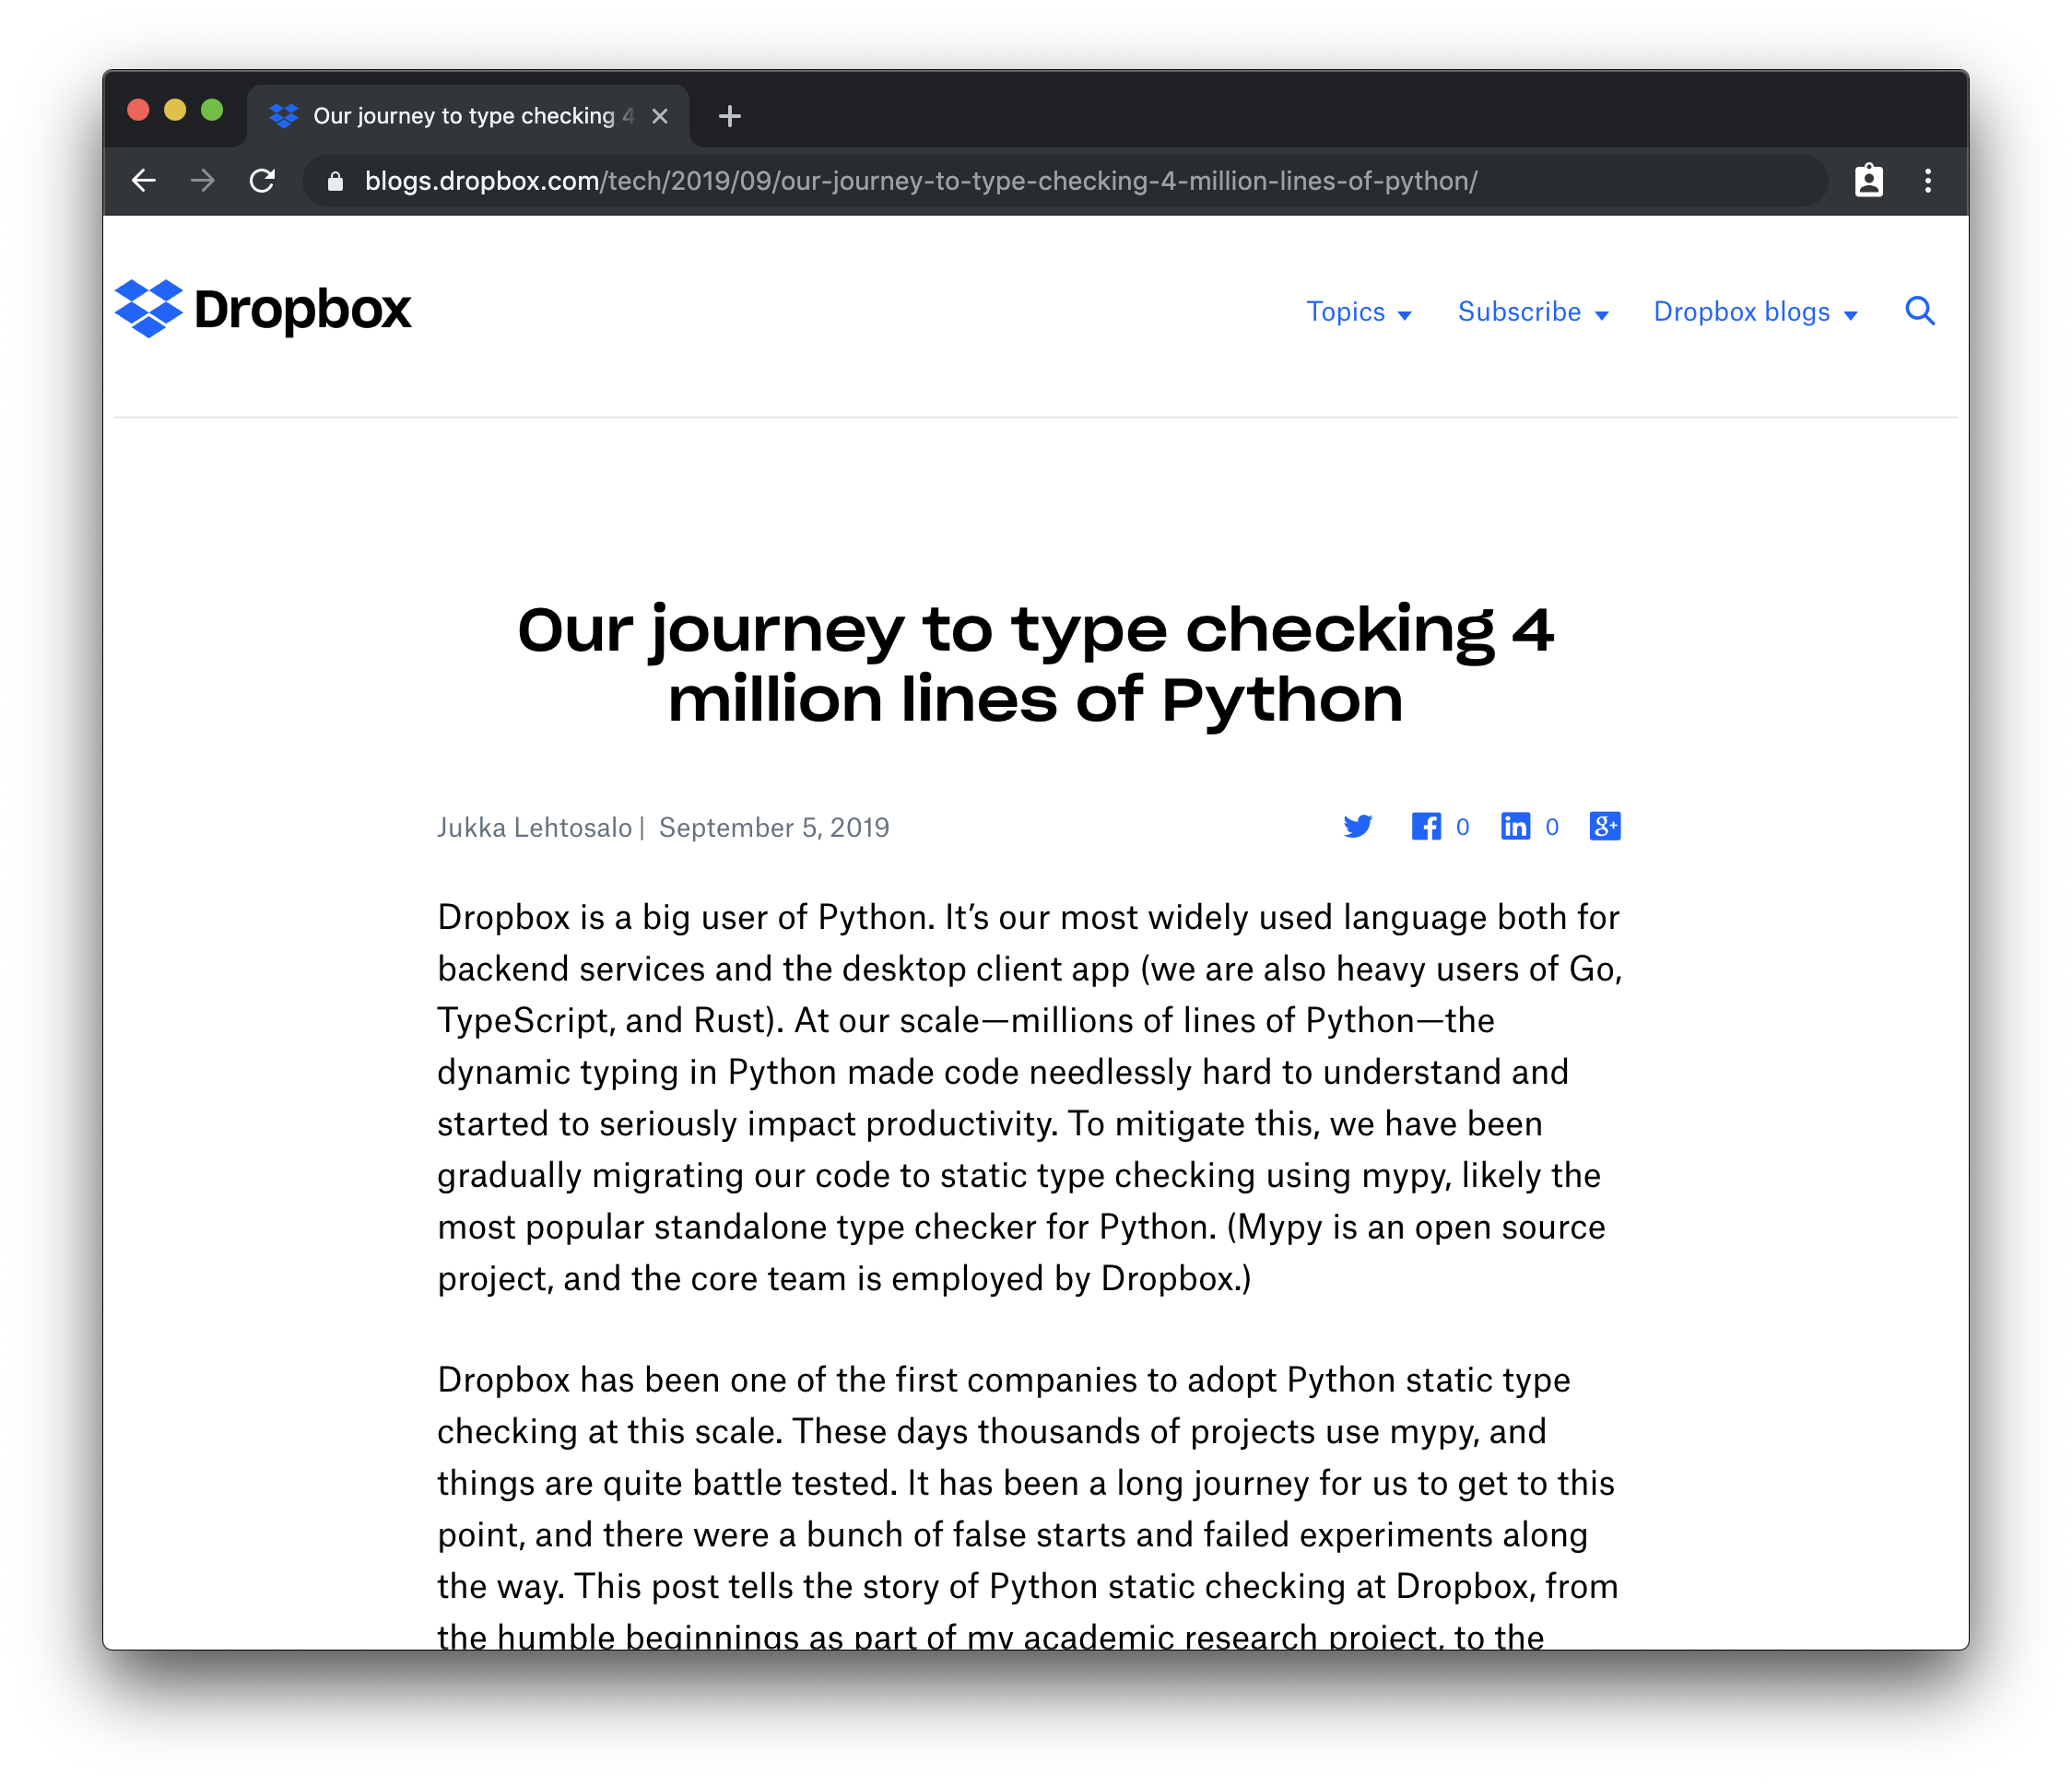 Our journey to type checking 4
blogs.dropbox.com/tech/2019/09/our-journey-to-type-checking-4-million-lines-of-python/
Dropbox
Topics
Subscribe
Dropbox blogs
Our journey to type checking 4
million lines of Python
Jukka Lehtosalo | September 5, 2019
0
0
Dropbox is a big user of Python. It’s our most widely used language both for
backend services and the desktop client app (we are also heavy users of Go,
TypeScript, and Rust). At our scale—millions of lines of Python—the
dynamic typing in Python made code needlessly hard to understand and
started to seriously impact productivity. To mitigate this, we have been
gradually migrating our code to static type checking using mypy, likely the
most popular standalone type checker for Python. (Mypy is an open source
project, and the core team is employed by Dropbox.)
Dropbox has been one of the first companies to adopt Python static type
checking at this scale. These days thousands of projects use mypy, and
things are quite battle tested. It has been a long journey for us to get to this
point, and there were a bunch of false starts and failed experiments along
the way. This post tells the story of Python static checking at Dropbox, from
the humble beginnings as part of my academic research project, to the